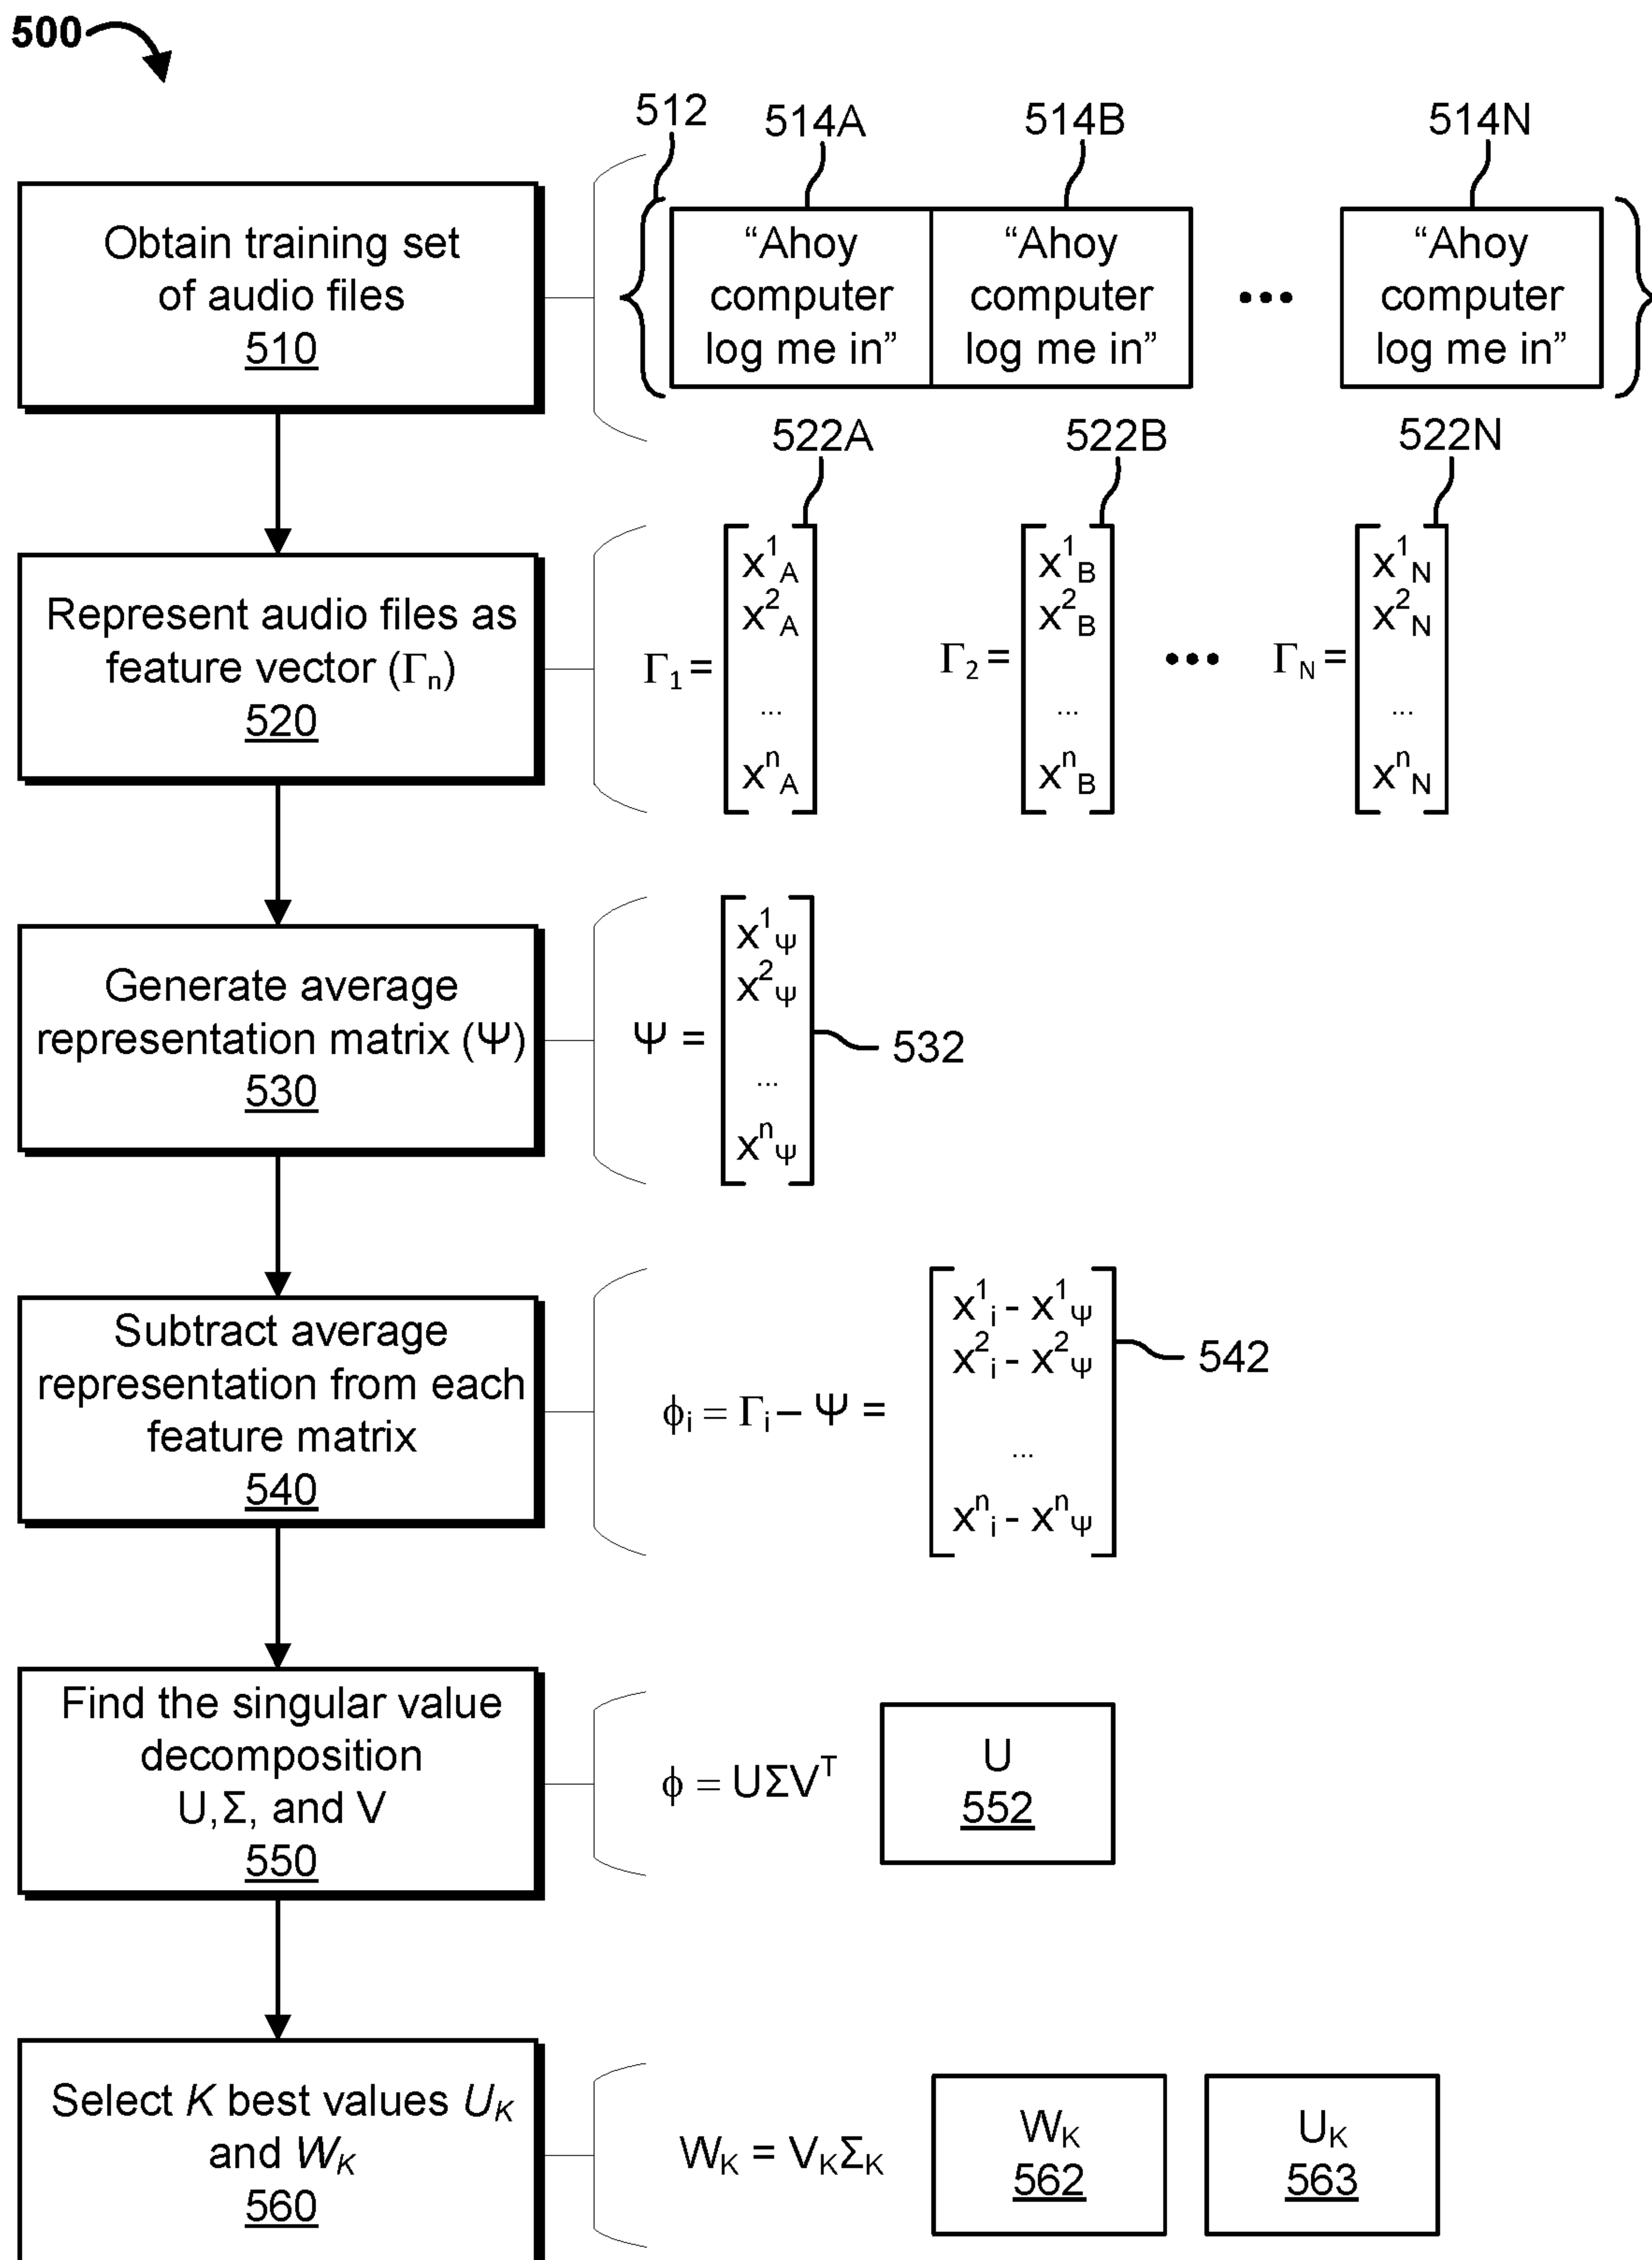 500
512
514A
514B
514N
Obtain training set
of audio files
510
“Ahoy
computer
log me in”
“Ahoy
computer
log me in”
•••
“Ahoy
computer
log me in”
522A
522B
522N
Represent audio files as
feature vector (Γn)
520
Γ1 =
x1A
x2A
...
xnA
Γ2 =
x1B
x2B
...
xnB
•••
ΓN =
x1N
x2N
...
xnN
Generate average
representation matrix (Ψ)
530
Ψ =
x1Ψ
x2Ψ
...
xnΨ
532
Subtract average
representation from each
feature matrix
540
ϕi = Γi – Ψ =
x1i - x1Ψ
x2i - x2Ψ
...
xni - xnΨ
542
Find the singular value
decomposition
U,Σ, and V
550
ϕ = UΣVT
U
552
Select K best values UK
and WK
560
WK = VKΣK
WK
562
UK
563